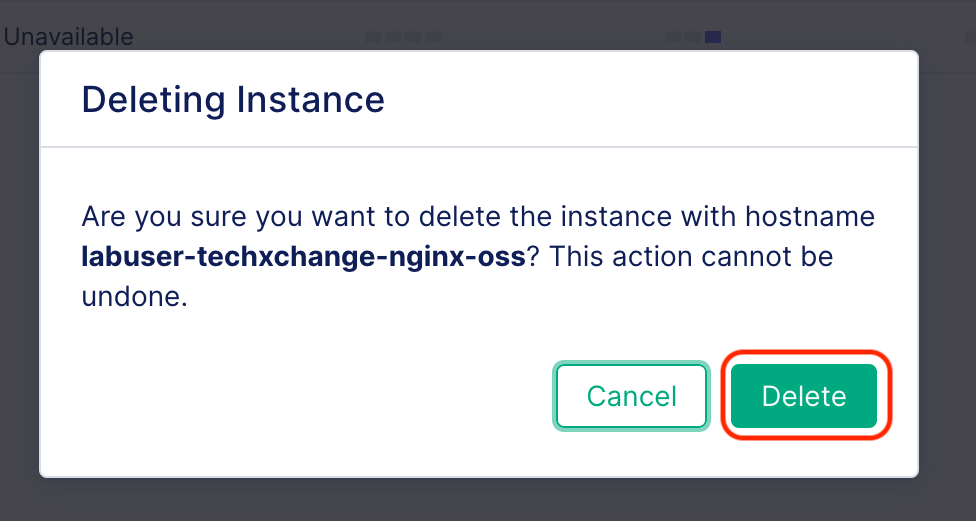 Unavailable
Deleting Instance
Are you sure you want to delete the instance with hostname
labuser-techxchange-nginx-oss? This action cannot be
undone.
Cancel
Delete